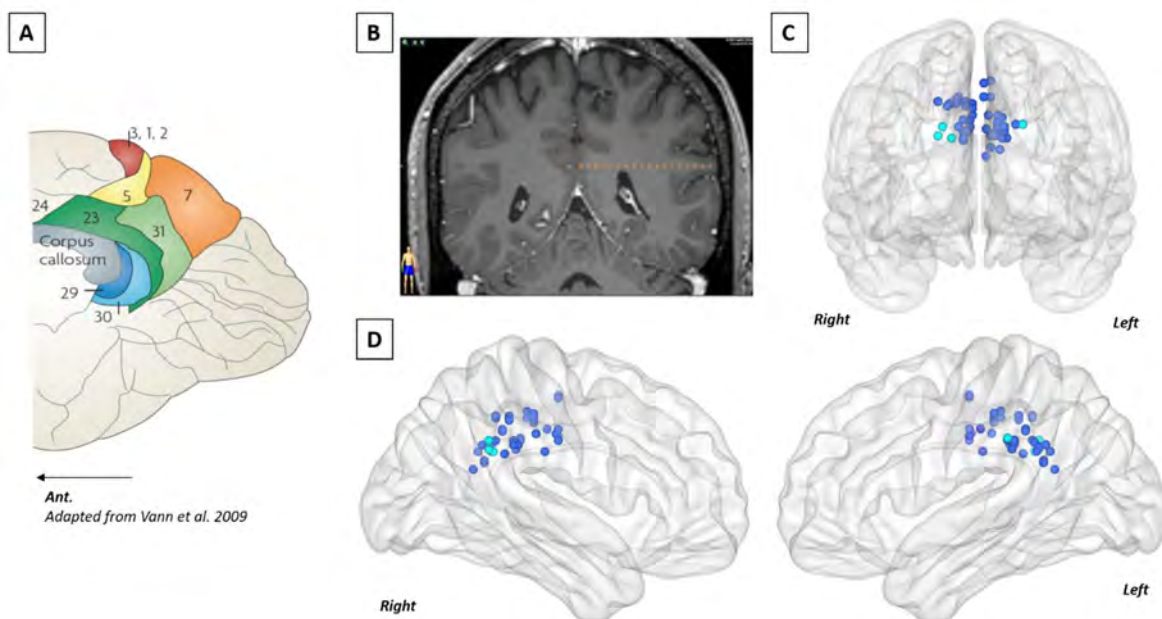 A
3, 1, 2
5
7
24
23
31
Corpus
callosum
29
30
Ant.
Adapted from Vann et al. 2009
B
C
Right
Left
D
Right
Left